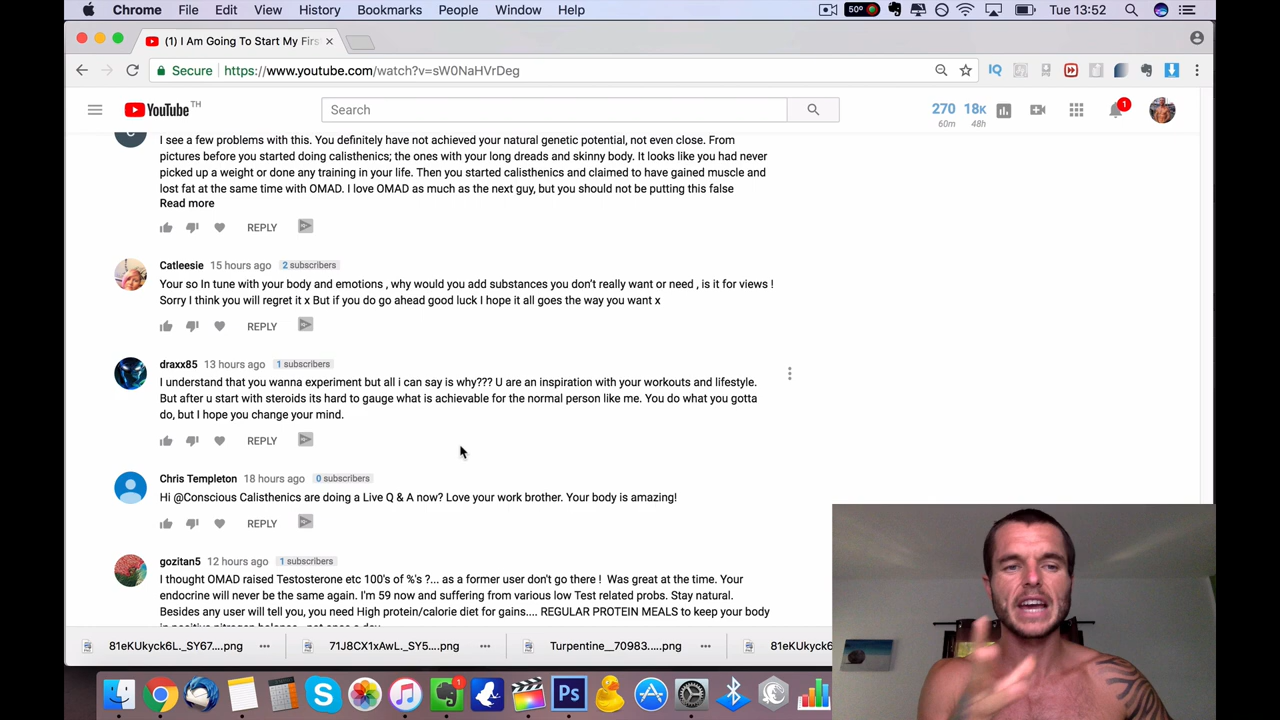 Chrome File Edit View History Bookmarks People Window Help 50° Tue 13:52
(1) I Am Going To Start My Firs
Secure https://www.youtube.com/watch?v=sW0NaHVrDeg IQ
YouTube TH Search 270 60m 18K 48h 1
C
I see a few problems with this. You definitely have not achieved your natural genetic potential, not even close. From
pictures before you started doing calisthenics; the ones with your long dreads and skinny body. It looks like you had never
picked up a weight or done any training in your life. Then you started calisthenics and claimed to have gained muscle and
lost fat at the same time with OMAD. I love OMAD as much as the next guy, but you should not be putting this false
Read more
REPLY
Catleesie 15 hours ago 2 subscribers
Your so In tune with your body and emotions , why would you add substances you don't really want or need , is it for views !
Sorry I think you will regret it x But if you do go ahead good luck I hope it all goes the way you want x
REPLY
draxx85 13 hours ago 1 subscribers
I understand that you wanna experiment but all i can say is why??? U are an inspiration with your workouts and lifestyle.
But after u start with steroids its hard to gauge what is achievable for the normal person like me. You do what you gotta
do, but I hope you change your mind.
REPLY
Chris Templeton 18 hours ago 0 subscribers
Hi @Conscious Calisthenics are doing a Live Q & A now? Love your work brother. Your body is amazing!
REPLY
gozitan5 12 hours ago 1 subscribers
I thought OMAD raised Testosterone etc 100's of %'s ?... as a former user don't go there ! Was great at the time. Your
endocrine will never be the same again. I'm 59 now and suffering from various low Test related probs. Stay natural.
Besides any user will tell you, you need High protein/calorie diet for gains.... REGULAR PROTEIN MEALS to keep your body
in positive nitrogen balance.. not once a day
81eKUkyck6L._SY67....png 71J8CX1xAwL._SY5....png Turpentine__70983.....png 81eKUkyck6
S 1 Ps